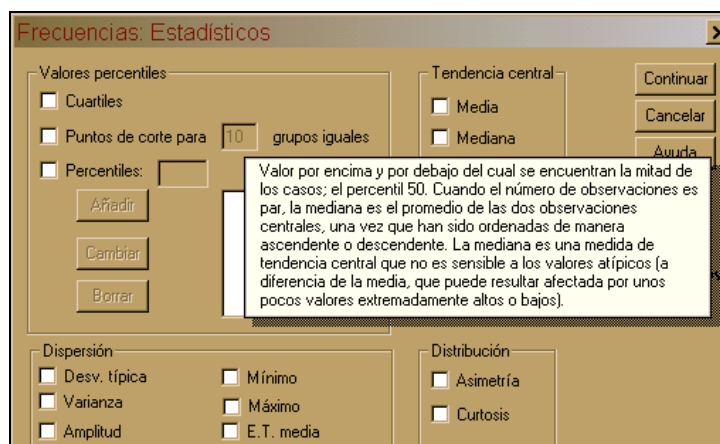 Frecuencias: Estadísticos
Valores percentiles
Cuartiles
Puntos de corte para 10 grupos iguales
Percentiles:
Añadir
Cambiar
Borrar
Tendencia central
Media
Mediana
Continuar
Cancelar
Ayuda
Valor por encima y por debajo del cual se encuentran la mitad de
los casos; el percentil 50. Cuando el número de observaciones es
par, la mediana es el promedio de las dos observaciones
centrales, una vez que han sido ordenadas de manera
ascendente o descendente. La mediana es una medida de
tendencia central que no es sensible a los valores atípicos (a
diferencia de la media, que puede resultar afectada por unos
pocos valores extremadamente altos o bajos).
Dispersión
Desv. típica
Varianza
Amplitud
Mínimo
Máximo
E.T. media
Distribución
Asimetría
Curtosis